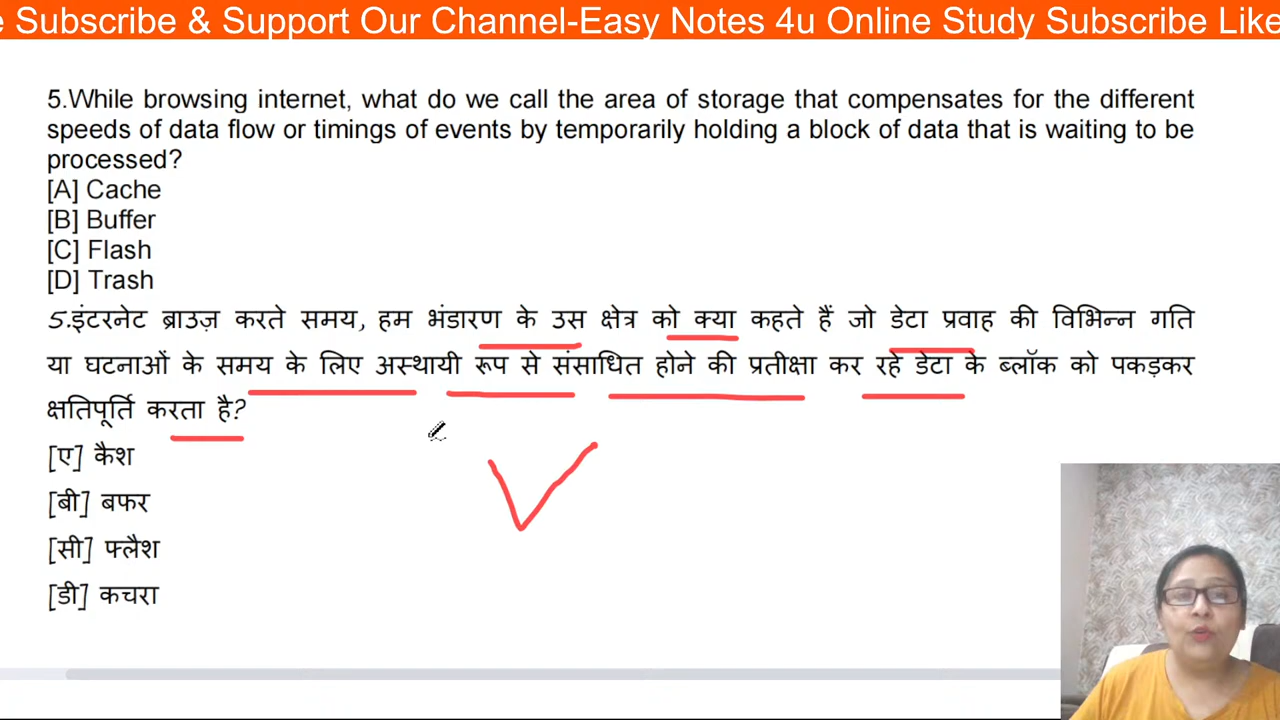 e Subscribe & Support Our Channel-Easy Notes 4u Online Study Subscribe Like
5.While browsing internet, what do we call the area of storage that compensates for the different
speeds of data flow or timings of events by temporarily holding a block of data that is waiting to be
processed?
[A] Cache
[B] Buffer
[C] Flash
[D] Trash
5.इंटरनेट ब्राउज़ करते समय, हम भंडारण के उस क्षेत्र को क्या कहते हैं जो डेटा प्रवाह की विभिन्न गति
या घटनाओं के समय के लिए अस्थायी रूप से संसाधित होने की प्रतीक्षा कर रहे डेटा के ब्लॉक को पकड़कर
क्षतिपूर्ति करता है?
[ए] कैश
[बी] बफर
[सी] फ्लैश
[डी] कचरा